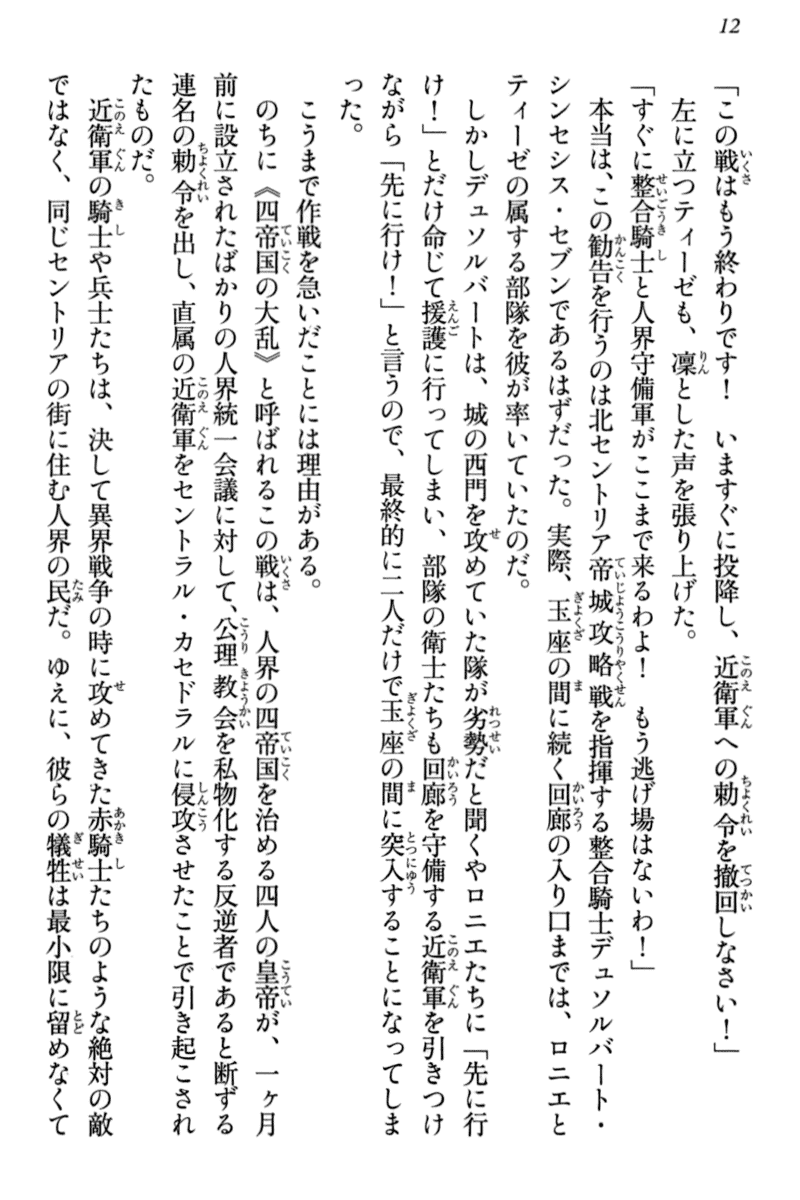 12
「この戦はもう終わりです！　いますぐに投降し、近衛軍への勅令を撤回しなさい！」
左に立つティーゼも、凜とした声を張り上げた。
「すぐに整合騎士と人界守備軍がここまで来るわよ！　もう逃げ場はないわ！」
本当は、この勧告を行うのは北セントリア帝城攻略戦を指揮する整合騎士デュソルバート・
シンセシス・セブンであるはずだった。実際、玉座の間に続く回廊の入り口までは、ロニエと
ティーゼの属する部隊を彼が率いていたのだ。
しかしデュソルバートは、城の西門を攻めていた隊が劣勢だと聞くやロニエたちに「先に行
け！」とだけ命じて援護に行ってしまい、部隊の衛士たちも回廊を守備する近衛軍を引きつけ
ながら「先に行け！」と言うので、最終的に二人だけで玉座の間に突入することになってしま
った。
こうまで作戦を急いだことには理由がある。
のちに《四帝国の大乱》と呼ばれるこの戦は、人界の四帝国を治める四人の皇帝が、一ヶ月
前に設立されたばかりの人界統一会議に対して、公理教会を私物化する反逆者であると断ずる
連名の勅令を出し、直属の近衛軍をセントラル・カセドラルに侵攻させたことで引き起こされ
たものだ。
近衛軍の騎士や兵士たちは、決して異界戦争の時に攻めてきた赤騎士たちのような絶対の敵
ではなく、同じセントリアの街に住む人界の民だ。ゆえに、彼らの犠牲は最小限に留めなくて